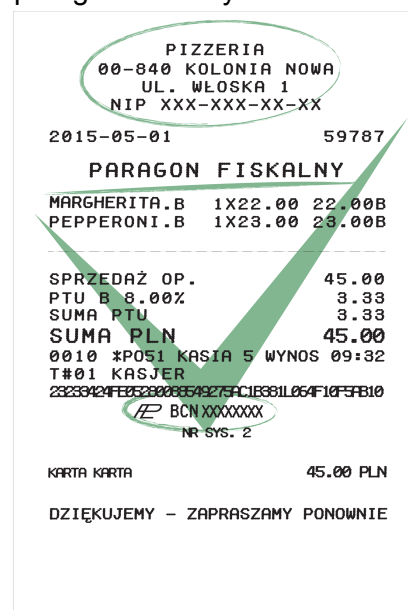 PIZZERIA
00-840 KOLONIA NOWA
UL. WŁOSKA 1
NIP XXX-XXX-XX-XX
2015-05-01 59787
PARAGON FISKALNY
MARGHERITA.B 1X22.00 22.00B
PEPPERONI.B 1X23.00 23.00B
SPRZEDAŻ OP. 45.00
PTU B 8.00% 3.33
SUMA PTU 3.33
SUMA PLN 45.00
0010 *PO51 KASIA 5 WYNOS 09:32
T#01 KASJER
BCN XXXXXXXX
NR SYS. 2
KARTA KARTA 45.00 PLN
DZIĘKUJEMY - ZAPRASZAMY PONOWNIE